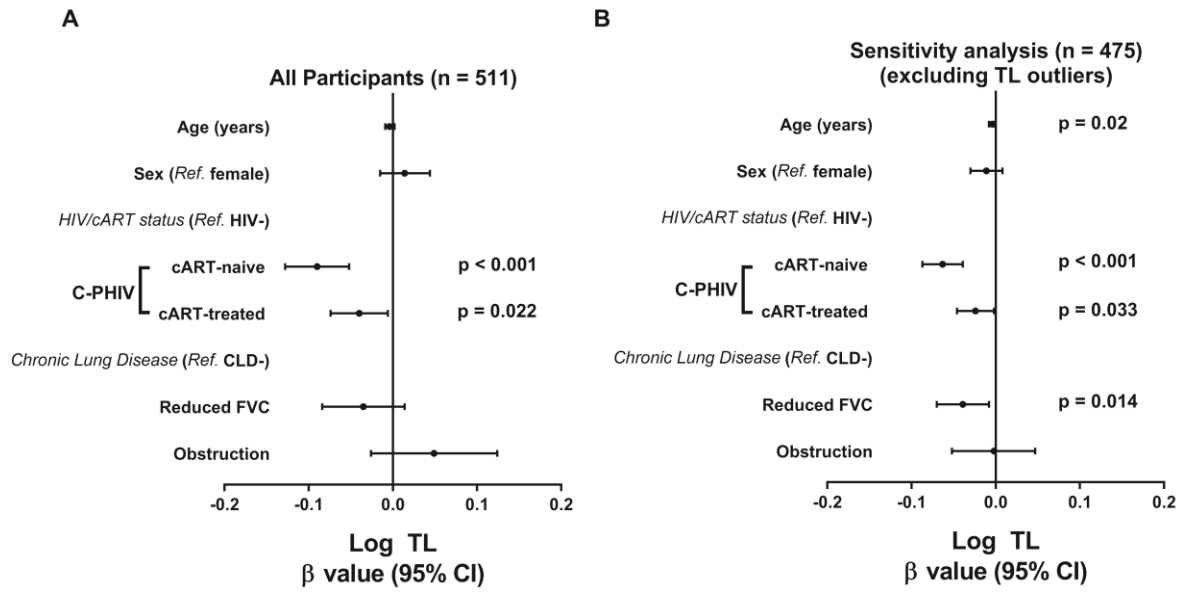 A
All Participants (n = 511)
Age (years)
Sex (Ref. female)
HIV/cART status (Ref. HIV-)
C-PHIV
cART-naive p < 0.001
cART-treated p = 0.022
Chronic Lung Disease (Ref. CLD-)
Reduced FVC
Obstruction
-0.2 -0.1 0.0 0.1 0.2
Log TL
β value (95% CI)
B
Sensitivity analysis (n = 475)
(excluding TL outliers)
Age (years) p = 0.02
Sex (Ref. female)
HIV/cART status (Ref. HIV-)
C-PHIV
cART-naive p < 0.001
cART-treated p = 0.033
Chronic Lung Disease (Ref. CLD-)
Reduced FVC p = 0.014
Obstruction
-0.2 -0.1 0.0 0.1 0.2
Log TL
β value (95% CI)